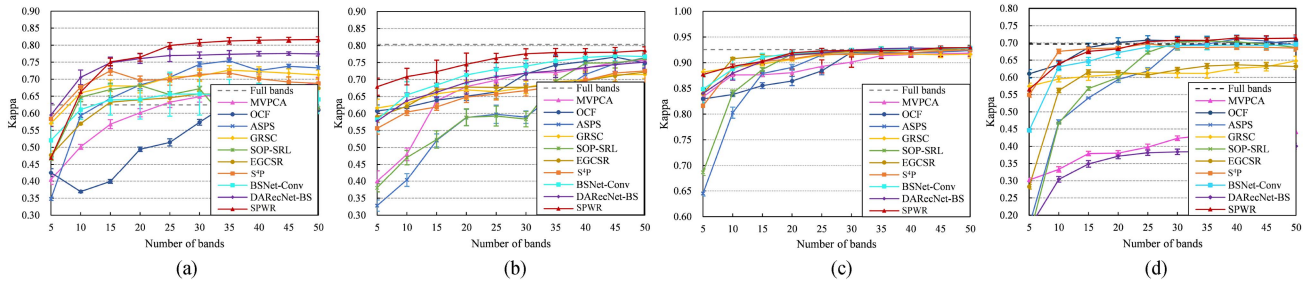 0.90
0.85
0.80
0.75
0.70
0.65
0.60
0.55
0.50
0.45
0.40
0.35
0.30
Kappa
Full bands
MVPCA
OCF
ASPS
GRSC
SOP-SRL
EGCSR
S⁴P
BSNet-Conv
DARecNet-BS
SPWR
5 10 15 20 25 30 35 40 45 50
Number of bands
(a)
0.90
0.85
0.80
0.75
0.70
0.65
0.60
0.55
0.50
0.45
0.40
0.35
0.30
Kappa
Full bands
MVPCA
OCF
ASPS
GRSC
SOP-SRL
EGCSR
S⁴P
BSNet-Conv
DARecNet-BS
SPWR
5 10 15 20 25 30 35 40 45 50
Number of bands
(b)
1.00
0.95
0.90
0.85
0.80
0.75
0.70
0.65
0.60
Kappa
Full bands
MVPCA
OCF
ASPS
GRSC
SOP-SRL
EGCSR
S⁴P
BSNet-Conv
DARecNet-BS
SPWR
5 10 15 20 25 30 35 40 45 50
Number of bands
(c)
0.80
0.75
0.70
0.65
0.60
0.55
0.50
0.45
0.40
0.35
0.30
0.25
0.20
Kappa
Full bands
MVPCA
OCF
ASPS
GRSC
SOP-SRL
EGCSR
S⁴P
BSNet-Conv
DARecNet-BS
SPWR
5 10 15 20 25 30 35 40 45 50
Number of bands
(d)